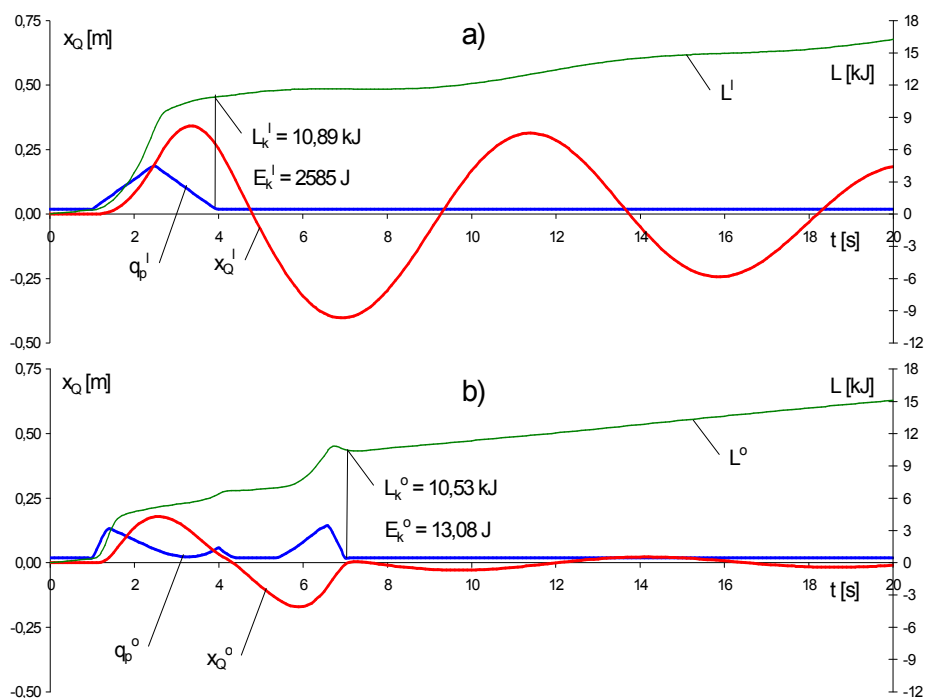 0,75 x_Q [m] a) 18
15
0,50 L [kJ] 12
L^I
L_k^I = 10,89 kJ 9
0,25 6
E_k^I = 2585 J
3
0,00 0
0 2 4 6 8 10 12 14 16 18 20
q_p^I x_Q^I t [s] -3
-0,25 -6
-9
-0,50 -12
0,75 x_Q [m] b) L [kJ] 18
15
0,50 12
L^o
L_k^o = 10,53 kJ 9
0,25 6
E_k^o = 13,08 J
3
0,00 0
0 2 4 6 8 10 12 14 16 18 20
t [s] -3
-0,25 -6
q_p^o x_Q^o
-9
-0,50 -12